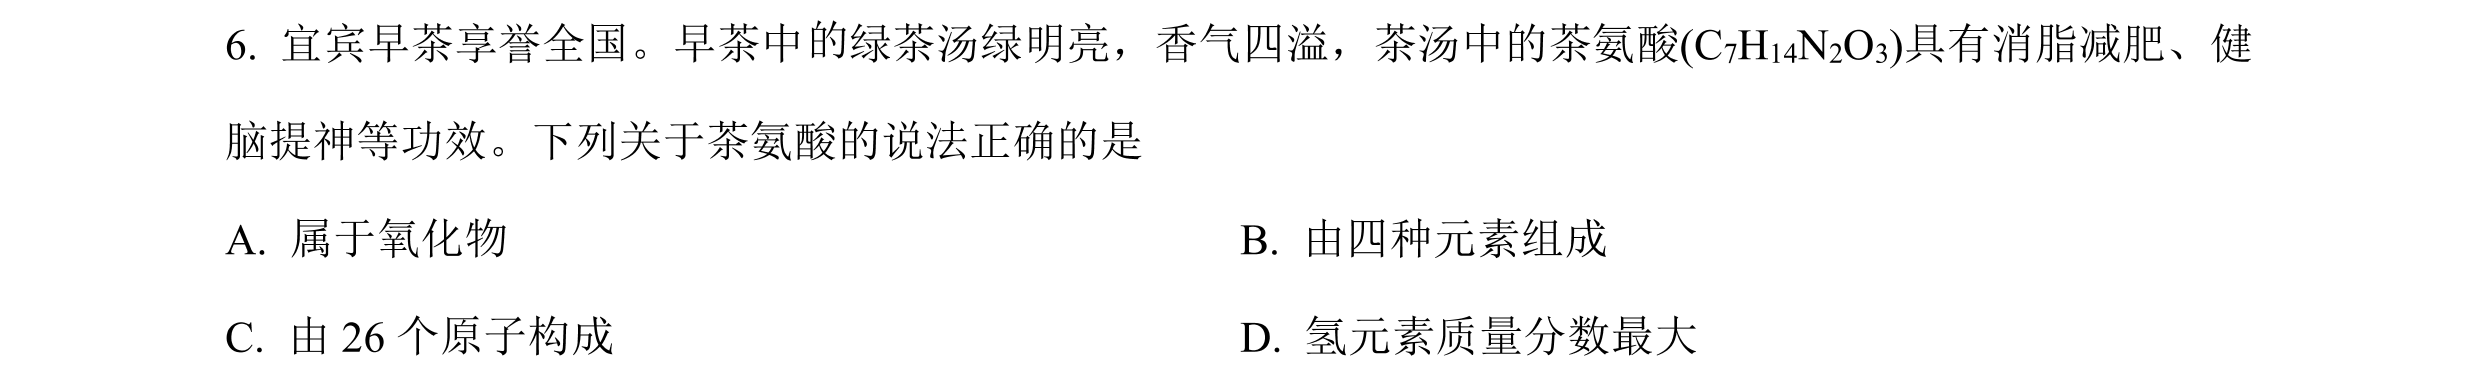 6. 宜宾早茶享誉全国。早茶中的绿茶汤绿明亮，香气四溢，茶汤中的茶氨酸(C₇H₁₄N₂O₃)具有消脂减肥、健
脑提神等功效。下列关于茶氨酸的说法正确的是
A. 属于氧化物 B. 由四种元素组成
C. 由 26 个原子构成 D. 氢元素质量分数最大